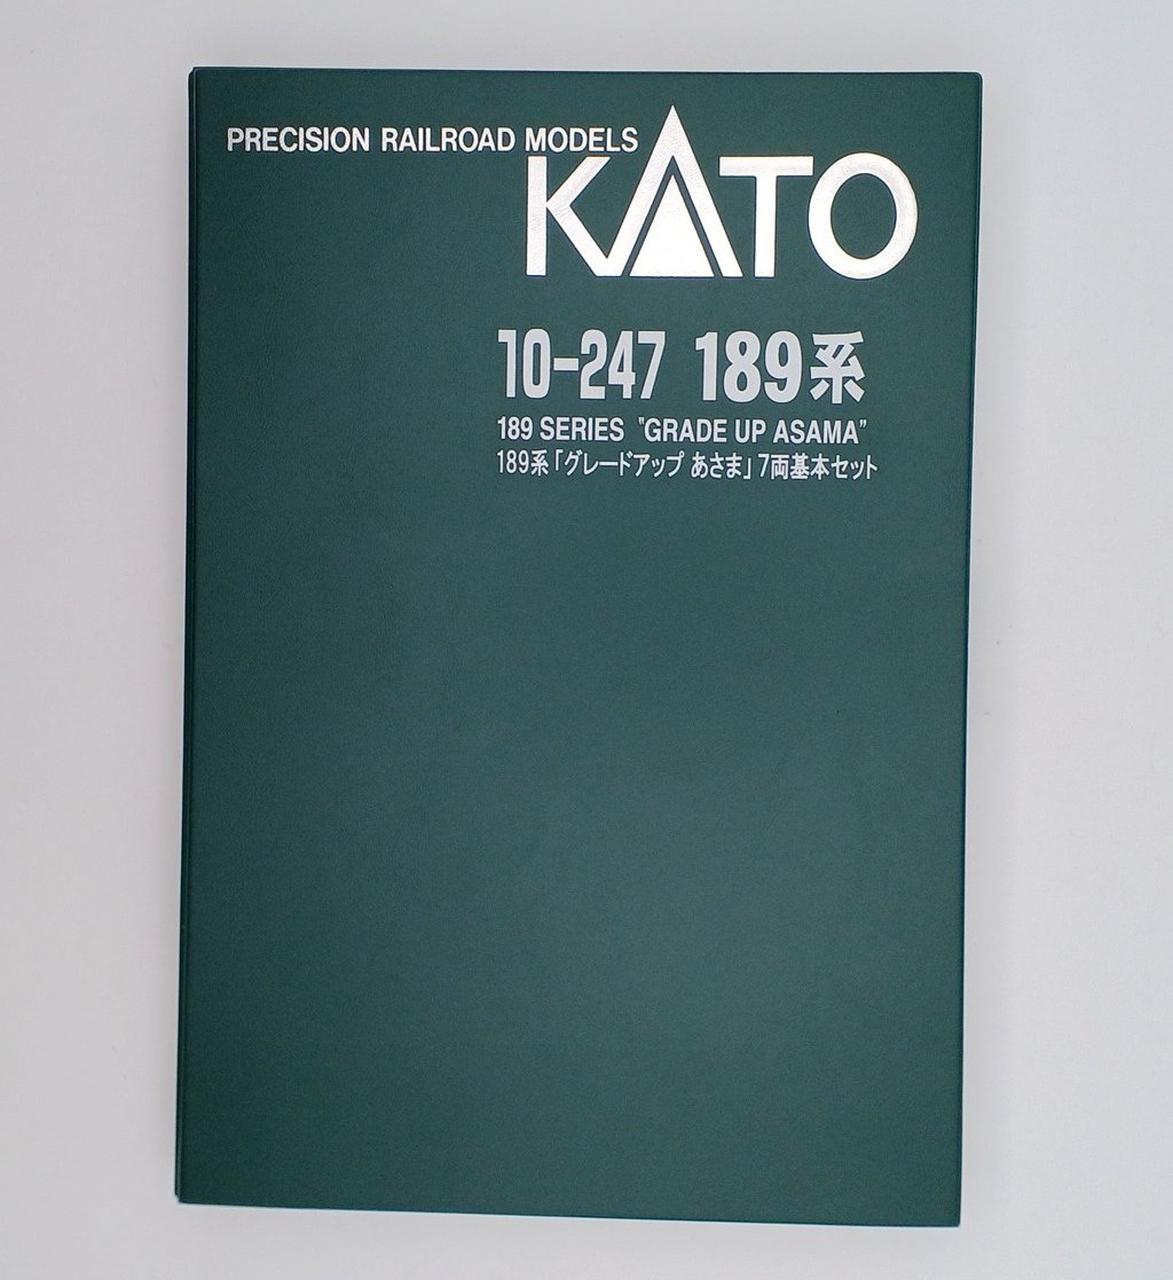 PRECISION RAILROAD MODELS
KATO
10-247 189系
189 SERIES "GRADE UP ASAMA"
189系「グレードアップ あさま」7両基本セット